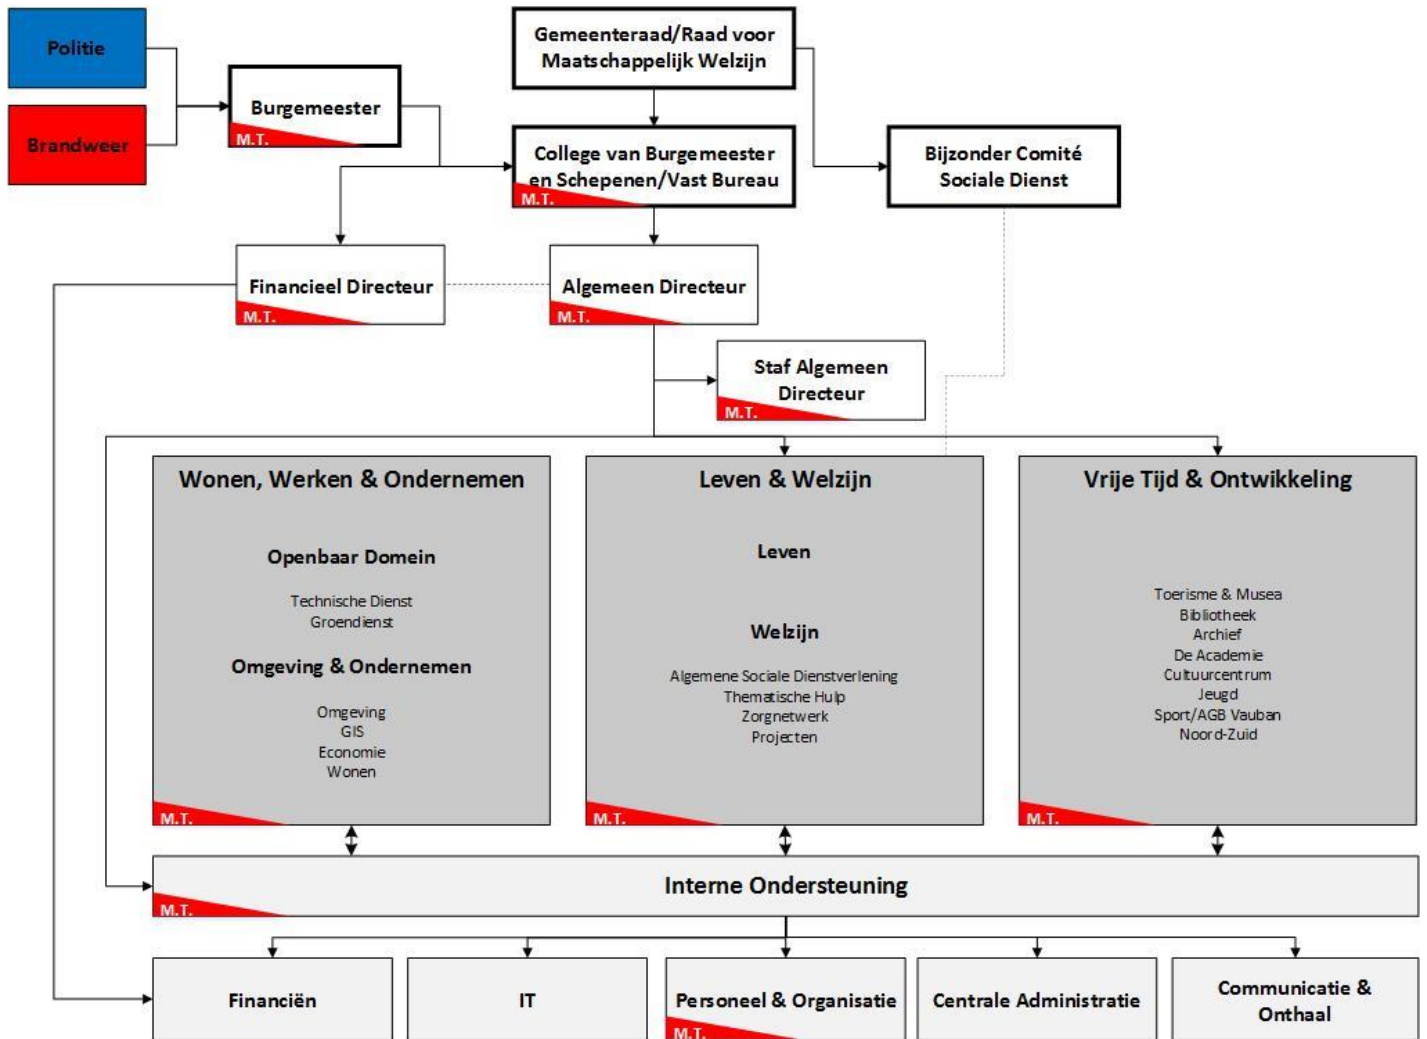 Politie
Brandweer
Burgemeester
M.T.
Gemeenteraad/Raad voor
Maatschappelijk Welzijn
College van Burgemeester
en Schepenen/Vast Bureau
M.T.
Bijzonder Comité
Sociale Dienst
Financieel Directeur
M.T.
Algemeen Directeur
M.T.
Staf Algemeen
Directeur
M.T.
Wonen, Werken & Ondernemen
Openbaar Domein
Technische Dienst
Groendienst
Omgeving & Ondernemen
Omgeving
GIS
Economie
Wonen
M.T.
Leven & Welzijn
Leven
Welzijn
Algemene Sociale Dienstverlening
Thematische Hulp
Zorgnetwerk
Projecten
M.T.
Vrije Tijd & Ontwikkeling
Toerisme & Musea
Bibliotheek
Archief
De Academie
Cultuurcentrum
Jeugd
Sport/AGB Vauban
Noord-Zuid
M.T.
Interne Ondersteuning
M.T.
Financiën
IT
Personeel & Organisatie
M.T.
Centrale Administratie
Communicatie &
Onthaal